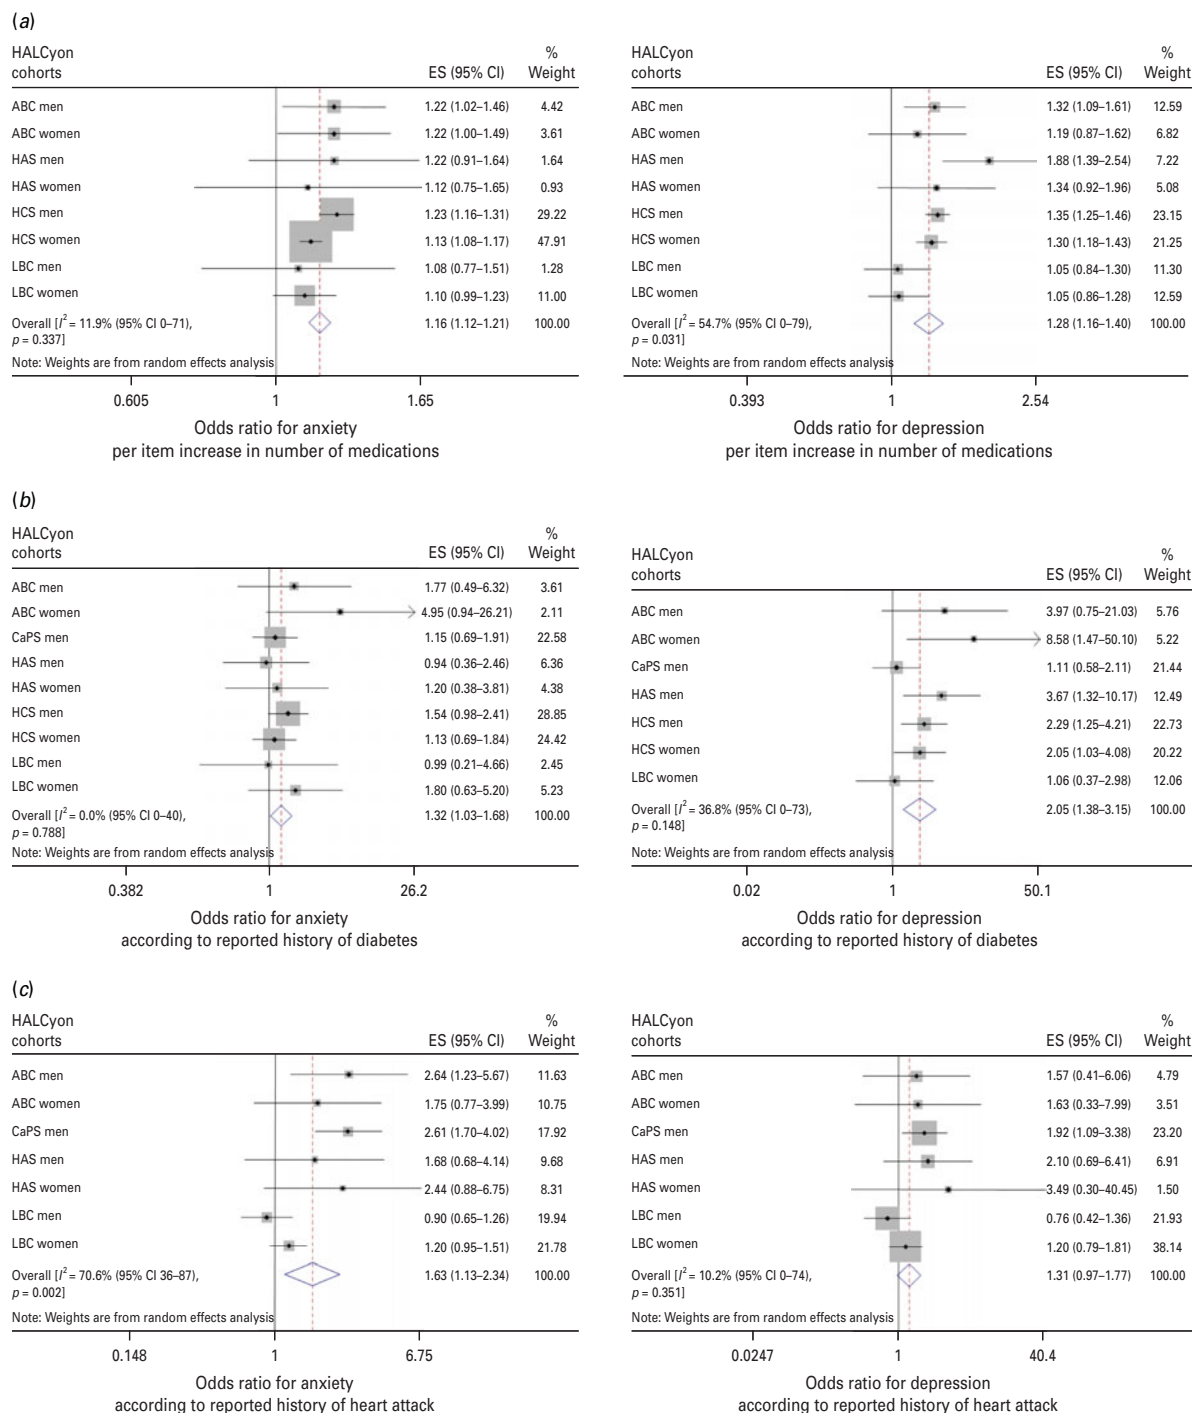 (a)
HALCyon cohorts ES (95% CI) % Weight
ABC men 1.22 (1.02–1.46) 4.42
ABC women 1.22 (1.00–1.49) 3.61
HAS men 1.22 (0.91–1.64) 1.64
HAS women 1.12 (0.75–1.65) 0.93
HCS men 1.23 (1.16–1.31) 29.22
HCS women 1.13 (1.08–1.17) 47.91
LBC men 1.08 (0.77–1.51) 1.28
LBC women 1.10 (0.99–1.23) 11.00
Overall [I² = 11.9% (95% CI 0–71), 1.16 (1.12–1.21) 100.00
p = 0.337]
Note: Weights are from random effects analysis
0.605 1 1.65
Odds ratio for anxiety
per item increase in number of medications
HALCyon cohorts ES (95% CI) % Weight
ABC men 1.32 (1.09–1.61) 12.59
ABC women 1.19 (0.87–1.62) 6.82
HAS men 1.88 (1.39–2.54) 7.22
HAS women 1.34 (0.92–1.96) 5.08
HCS men 1.35 (1.25–1.46) 23.15
HCS women 1.30 (1.18–1.43) 21.25
LBC men 1.05 (0.84–1.30) 11.30
LBC women 1.05 (0.86–1.28) 12.59
Overall [I² = 54.7% (95% CI 0–79), 1.28 (1.16–1.40) 100.00
p = 0.031]
Note: Weights are from random effects analysis
0.393 1 2.54
Odds ratio for depression
per item increase in number of medications
(b)
HALCyon cohorts ES (95% CI) % Weight
ABC men 1.77 (0.49–6.32) 3.61
ABC women 4.95 (0.94–26.21) 2.11
CaPS men 1.15 (0.69–1.91) 22.58
HAS men 0.94 (0.36–2.46) 6.36
HAS women 1.20 (0.38–3.81) 4.38
HCS men 1.54 (0.98–2.41) 28.85
HCS women 1.13 (0.69–1.84) 24.42
LBC men 0.99 (0.21–4.66) 2.45
LBC women 1.80 (0.63–5.20) 5.23
Overall [I² = 0.0% (95% CI 0–40), 1.32 (1.03–1.68) 100.00
p = 0.788]
Note: Weights are from random effects analysis
0.382 1 26.2
Odds ratio for anxiety
according to reported history of diabetes
HALCyon cohorts ES (95% CI) % Weight
ABC men 3.97 (0.75–21.03) 5.76
ABC women 8.58 (1.47–50.10) 5.22
CaPS men 1.11 (0.58–2.11) 21.44
HAS men 3.67 (1.32–10.17) 12.49
HCS men 2.29 (1.25–4.21) 22.73
HCS women 2.05 (1.03–4.08) 20.22
LBC women 1.06 (0.37–2.98) 12.06
Overall [I² = 36.8% (95% CI 0–73), 2.05 (1.38–3.15) 100.00
p = 0.148]
Note: Weights are from random effects analysis
0.02 1 50.1
Odds ratio for depression
according to reported history of diabetes
(c)
HALCyon cohorts ES (95% CI) % Weight
ABC men 2.64 (1.23–5.67) 11.63
ABC women 1.75 (0.77–3.99) 10.75
CaPS men 2.61 (1.70–4.02) 17.92
HAS men 1.68 (0.68–4.14) 9.68
HAS women 2.44 (0.88–6.75) 8.31
LBC men 0.90 (0.65–1.26) 19.94
LBC women 1.20 (0.95–1.51) 21.78
Overall [I² = 70.6% (95% CI 36–87), 1.63 (1.13–2.34) 100.00
p = 0.002]
Note: Weights are from random effects analysis
0.148 1 6.75
Odds ratio for anxiety
according to reported history of heart attack
HALCyon cohorts ES (95% CI) % Weight
ABC men 1.57 (0.41–6.06) 4.79
ABC women 1.63 (0.33–7.99) 3.51
CaPS men 1.92 (1.09–3.38) 23.20
HAS men 2.10 (0.69–6.41) 6.91
HAS women 3.49 (0.30–40.45) 1.50
LBC men 0.76 (0.42–1.36) 21.93
LBC women 1.20 (0.79–1.81) 38.14
Overall [I² = 10.2% (95% CI 0–74), 1.31 (0.97–1.77) 100.00
p = 0.351]
Note: Weights are from random effects analysis
0.0247 1 40.4
Odds ratio for depression
according to reported history of heart attack